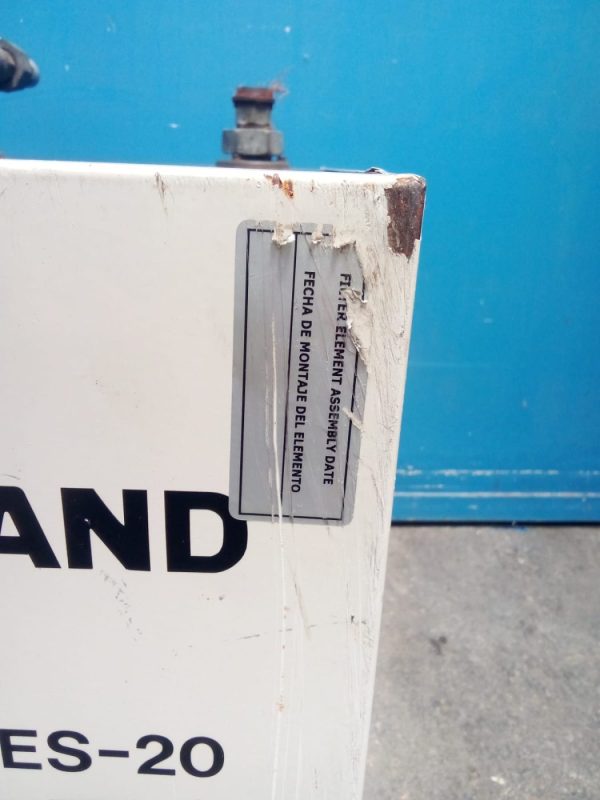 FILTER ELEMENT ASSEMBLY DATE
FECHA DE MONTAJE DEL ELEMENTO
AND
ES-20